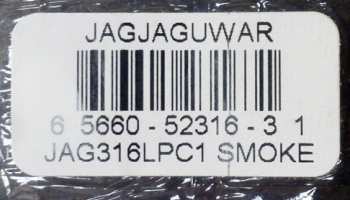 JAGJAGUWAR
6 5660 - 52316 - 3 1
JAG316LPC1 SMOKE